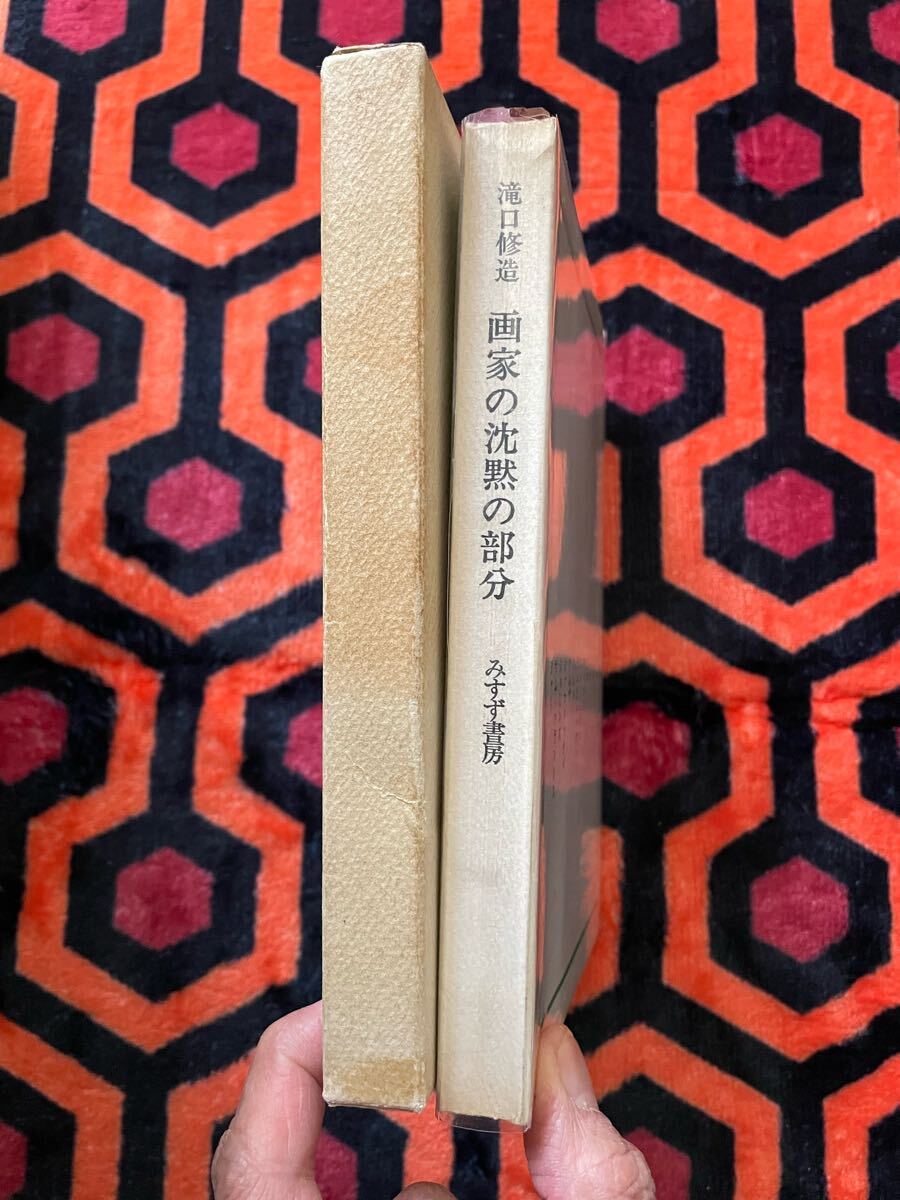 滝口修造
画家の沈黙の部分
みすず書房